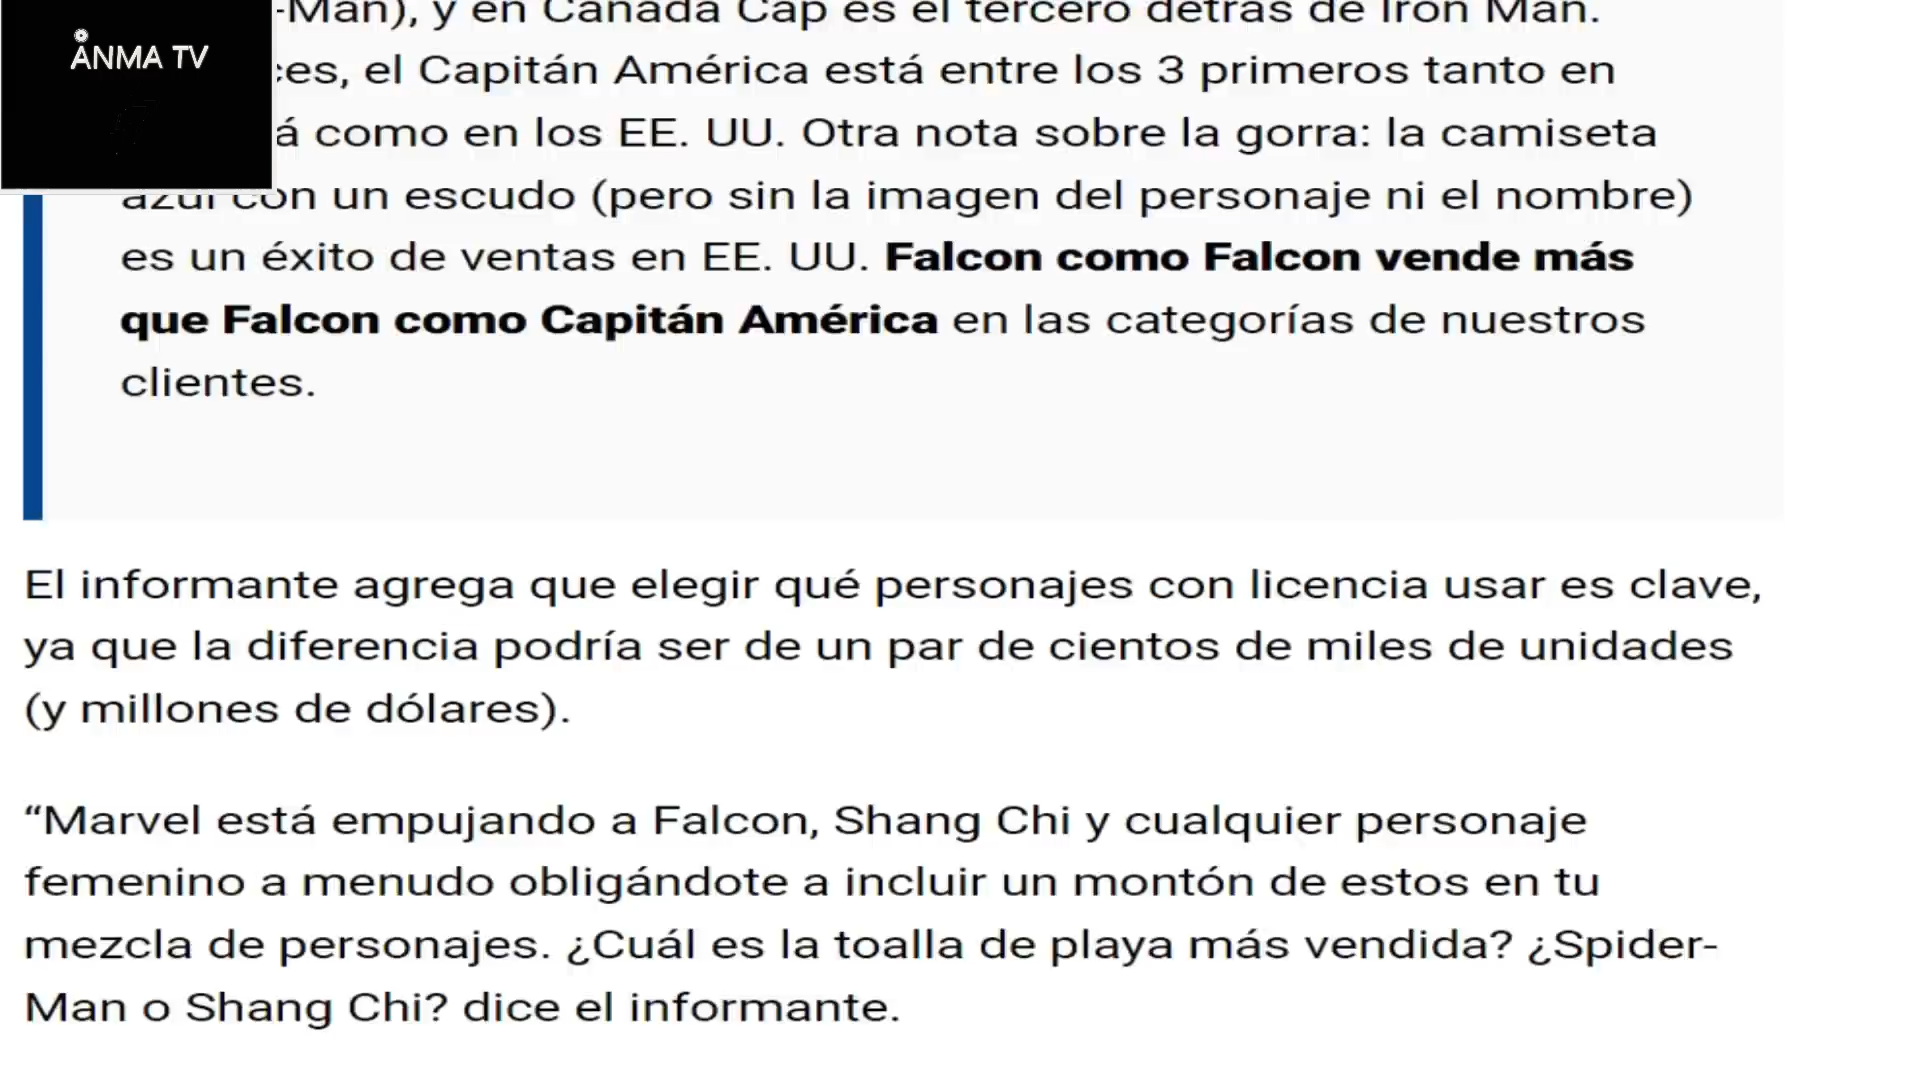 ANMA TV
-Man), y en Canadá Cap es el tercero detrás de Iron Man.
ces, el Capitán América está entre los 3 primeros tanto en
á como en los EE. UU. Otra nota sobre la gorra: la camiseta
azul con un escudo (pero sin la imagen del personaje ni el nombre)
es un éxito de ventas en EE. UU. Falcon como Falcon vende más
que Falcon como Capitán América en las categorías de nuestros
clientes.
El informante agrega que elegir qué personajes con licencia usar es clave,
ya que la diferencia podría ser de un par de cientos de miles de unidades
(y millones de dólares).
“Marvel está empujando a Falcon, Shang Chi y cualquier personaje
femenino a menudo obligándote a incluir un montón de estos en tu
mezcla de personajes. ¿Cuál es la toalla de playa más vendida? ¿Spider-
Man o Shang Chi? dice el informante.